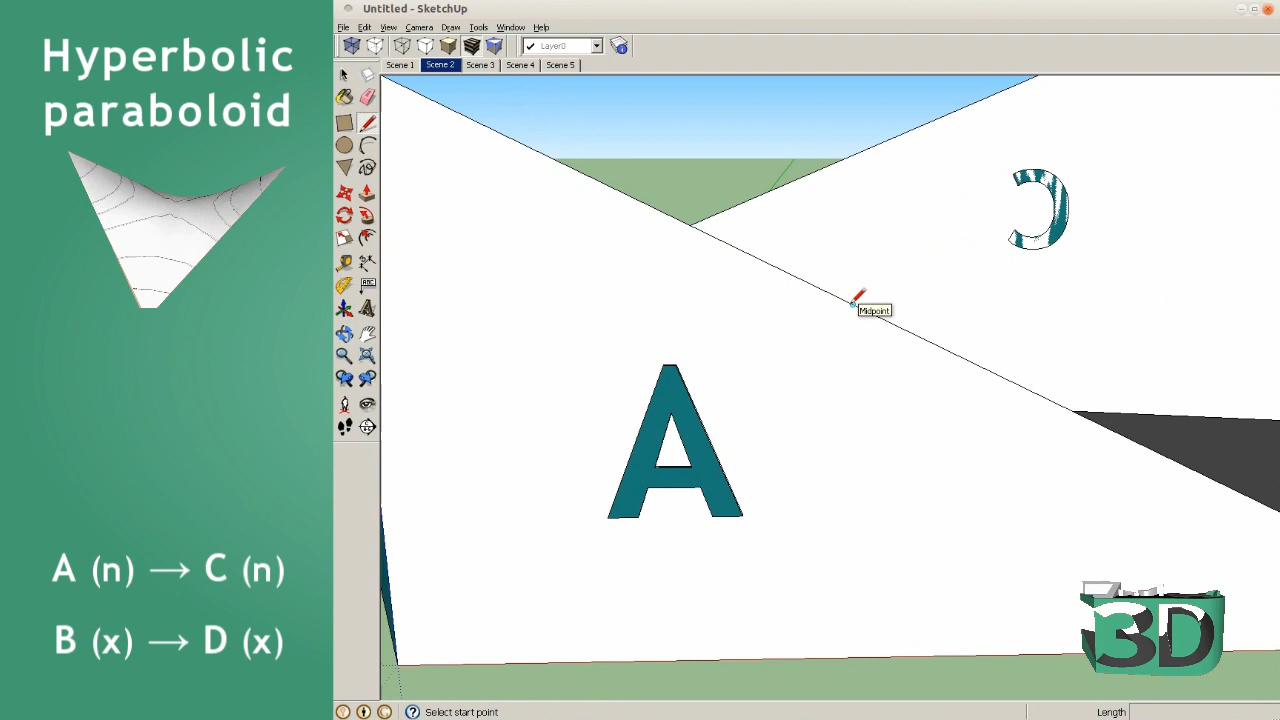 Hyperbolic
paraboloid
A (n) → C (n)
B (x) → D (x)
Untitled - SketchUp
File Edit View Camera Draw Tools Window Help
Layer0
Scene 1 Scene 2 Scene 3 Scene 4 Scene 5
ABC
A
C
Midpoint
3D
Select start point
Length